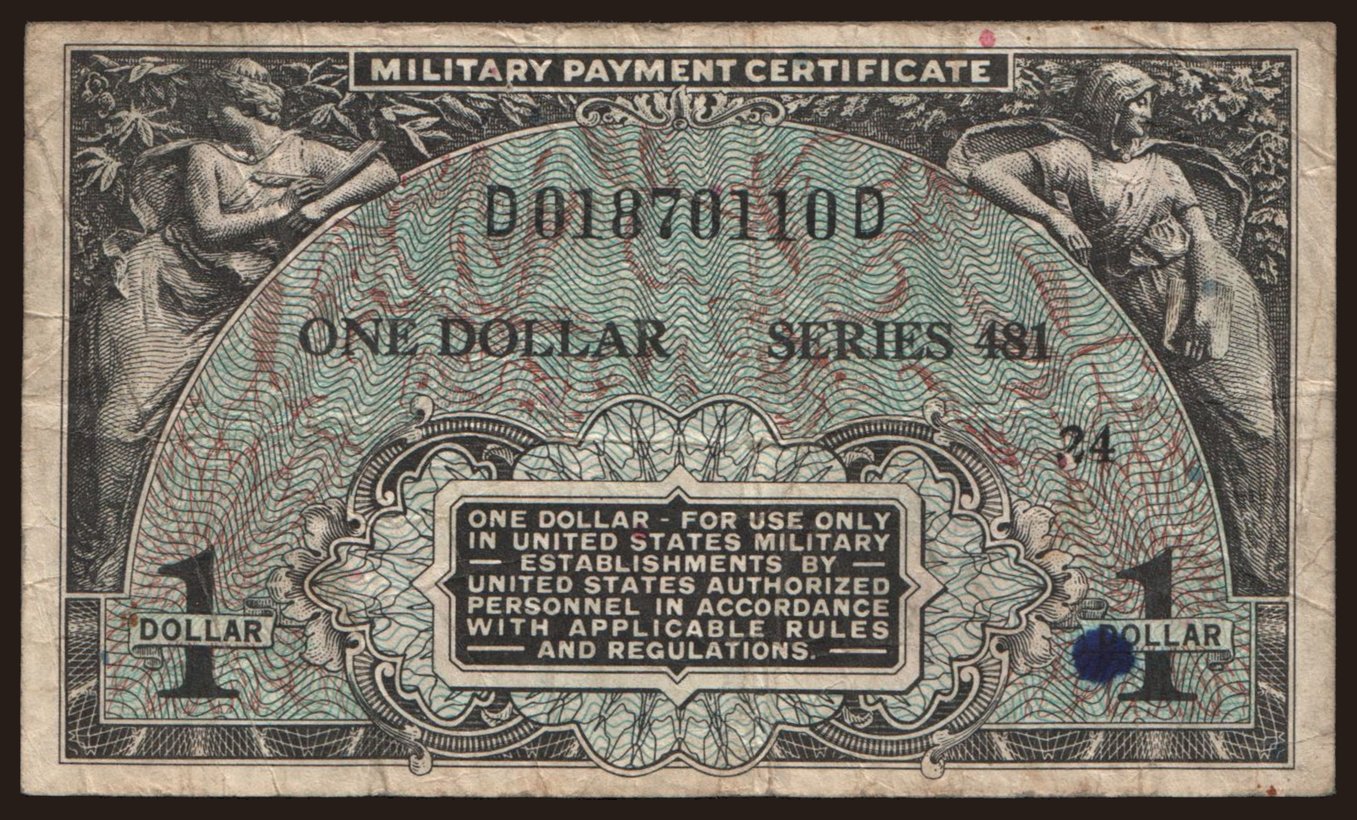 MILITARY PAYMENT CERTIFICATE
D01870110D
ONE DOLLAR SERIES 481
24
ONE DOLLAR - FOR USE ONLY
IN UNITED STATES MILITARY
— ESTABLISHMENTS BY —
UNITED STATES AUTHORIZED
PERSONNEL IN ACCORDANCE
WITH APPLICABLE RULES
— AND REGULATIONS. —
1 DOLLAR
1 DOLLAR